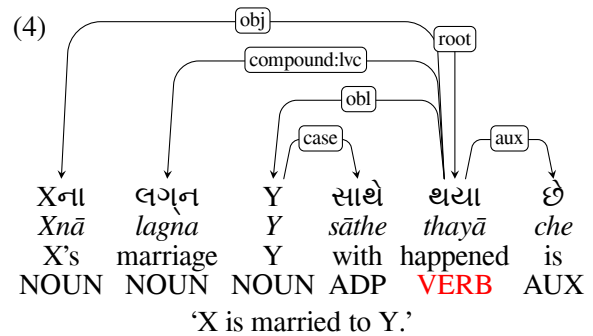 (4)
obj
root
compound:lvc
obl
case
aux
Xના લગ્ન Y સાથે થયા છે
Xnā lagna Y sāthe thayā che
X's marriage Y with happened is
NOUN NOUN NOUN ADP VERB AUX
‘X is married to Y.’